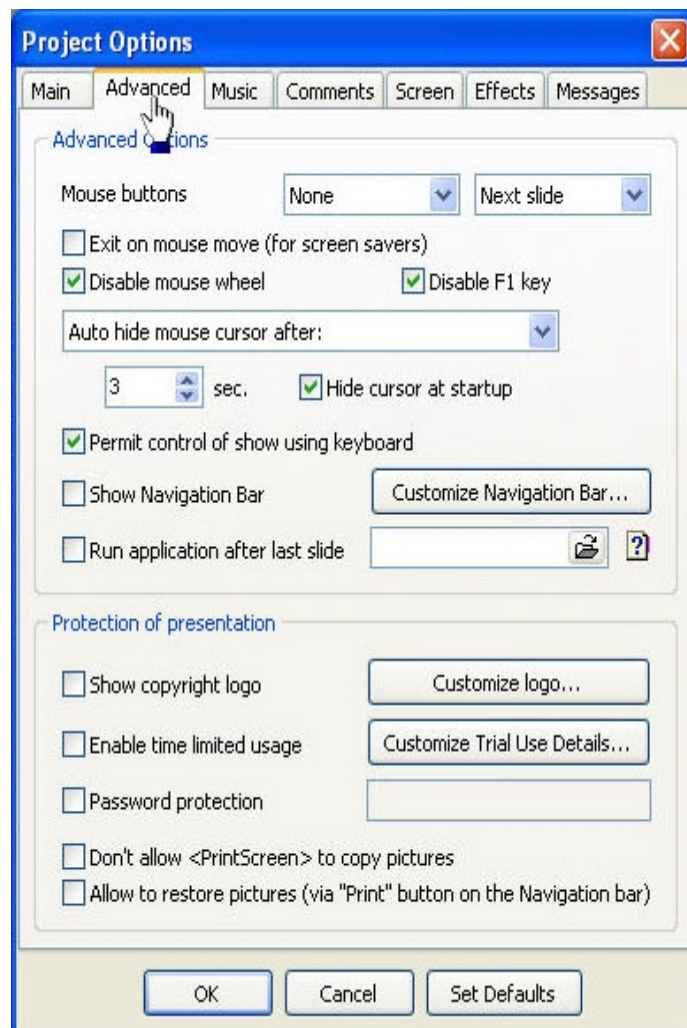 Project Options
Main Advanced Music Comments Screen Effects Messages
Advanced Options
Mouse buttons None Next slide
Exit on mouse move (for screen savers)
Disable mouse wheel Disable F1 key
Auto hide mouse cursor after:
3 sec. Hide cursor at startup
Permit control of show using keyboard
Show Navigation Bar Customize Navigation Bar...
Run application after last slide ?
Protection of presentation
Show copyright logo Customize logo...
Enable time limited usage Customize Trial Use Details...
Password protection
Don't allow <PrintScreen> to copy pictures
Allow to restore pictures (via "Print" button on the Navigation bar)
OK Cancel Set Defaults